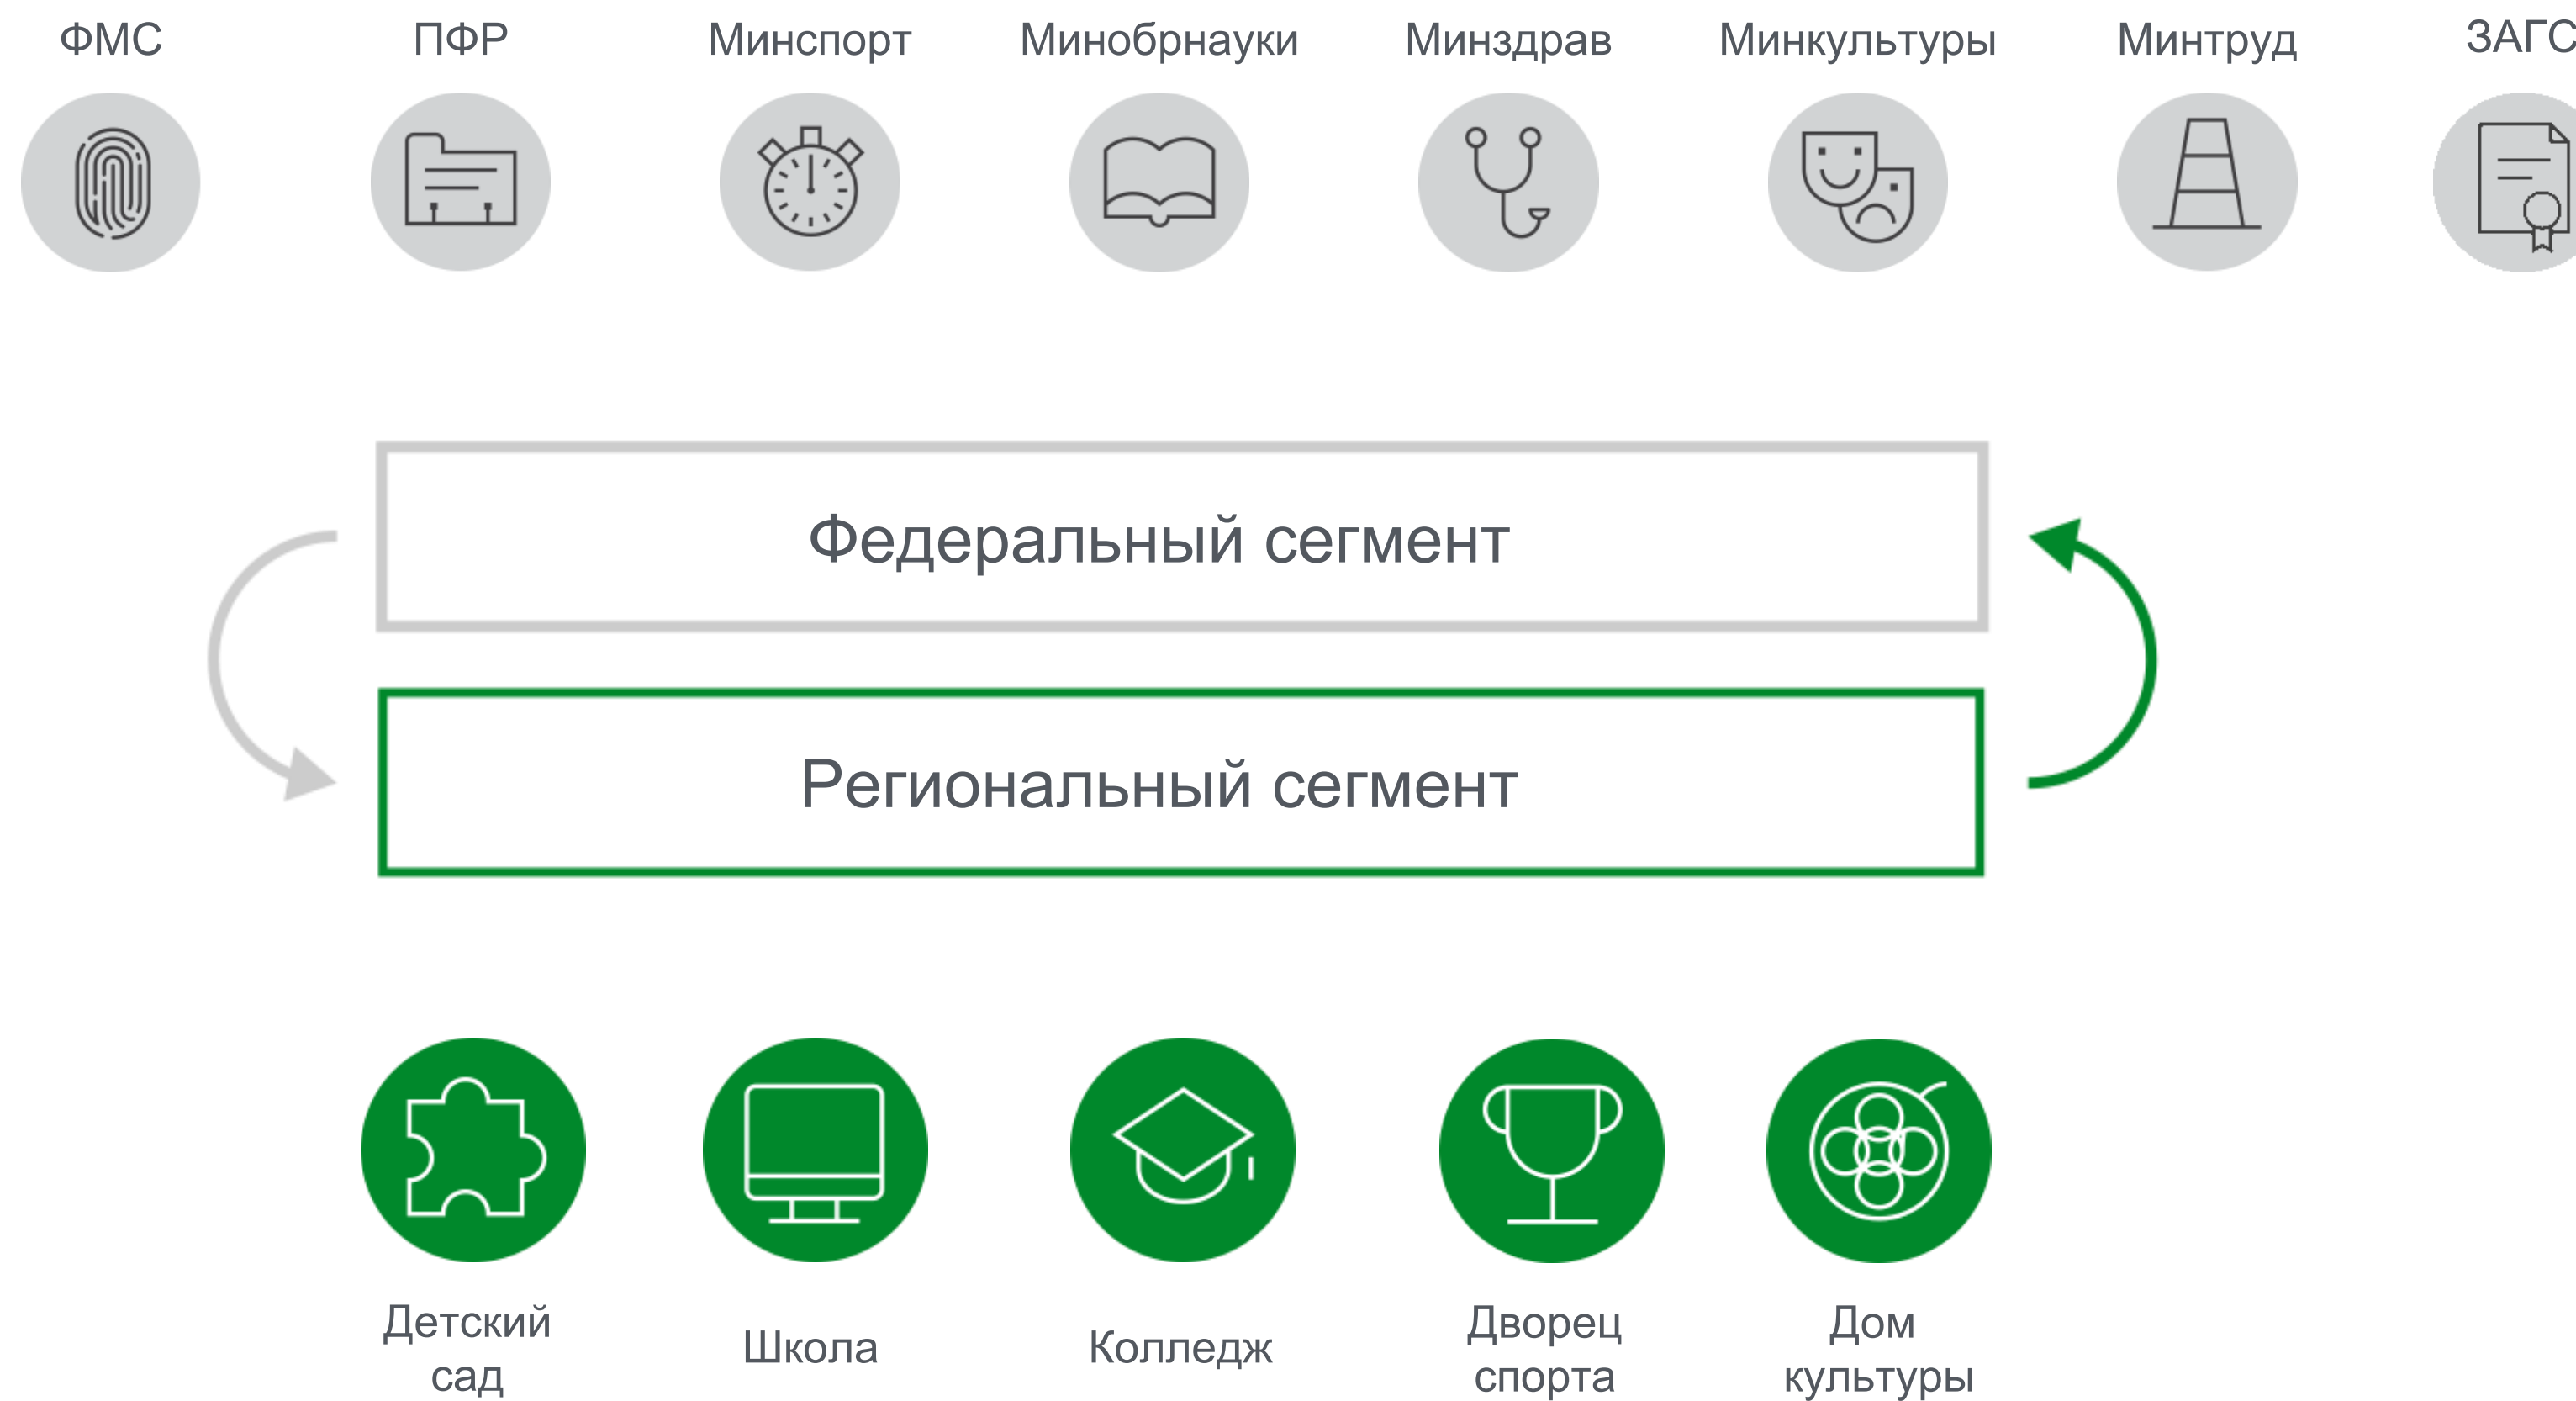 ФМС ПФР Минспорт Минобрнауки Минздрав Минкультуры Минтруд ЗАГС
Федеральный сегмент
Региональный сегмент
Детский сад
Школа
Колледж
Дворец спорта
Дом культуры